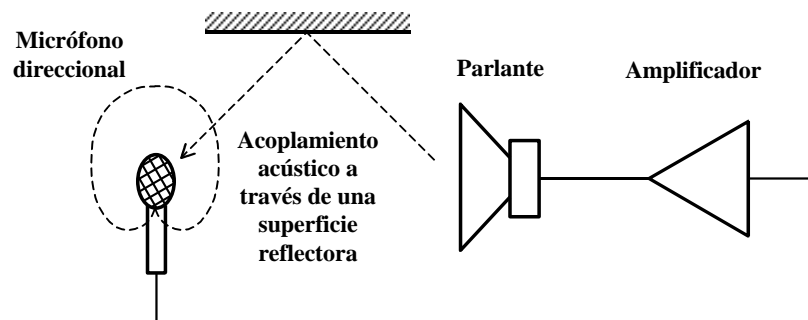 Micrófono
direccional
Parlante
Amplificador
Acoplamiento
acústico a
través de una
superficie
reflectora